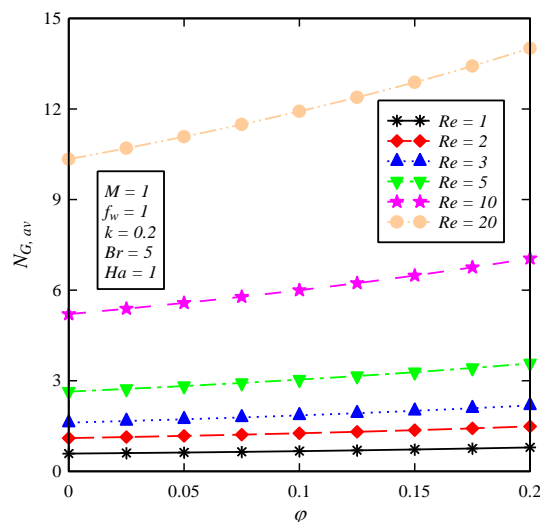 15
12
9
6
3
0
N_{G, av}
Re = 1
Re = 2
Re = 3
Re = 5
Re = 10
Re = 20
M = 1
f_w = 1
k = 0.2
Br = 5
Ha = 1
0 0.05 0.1 0.15 0.2
φ